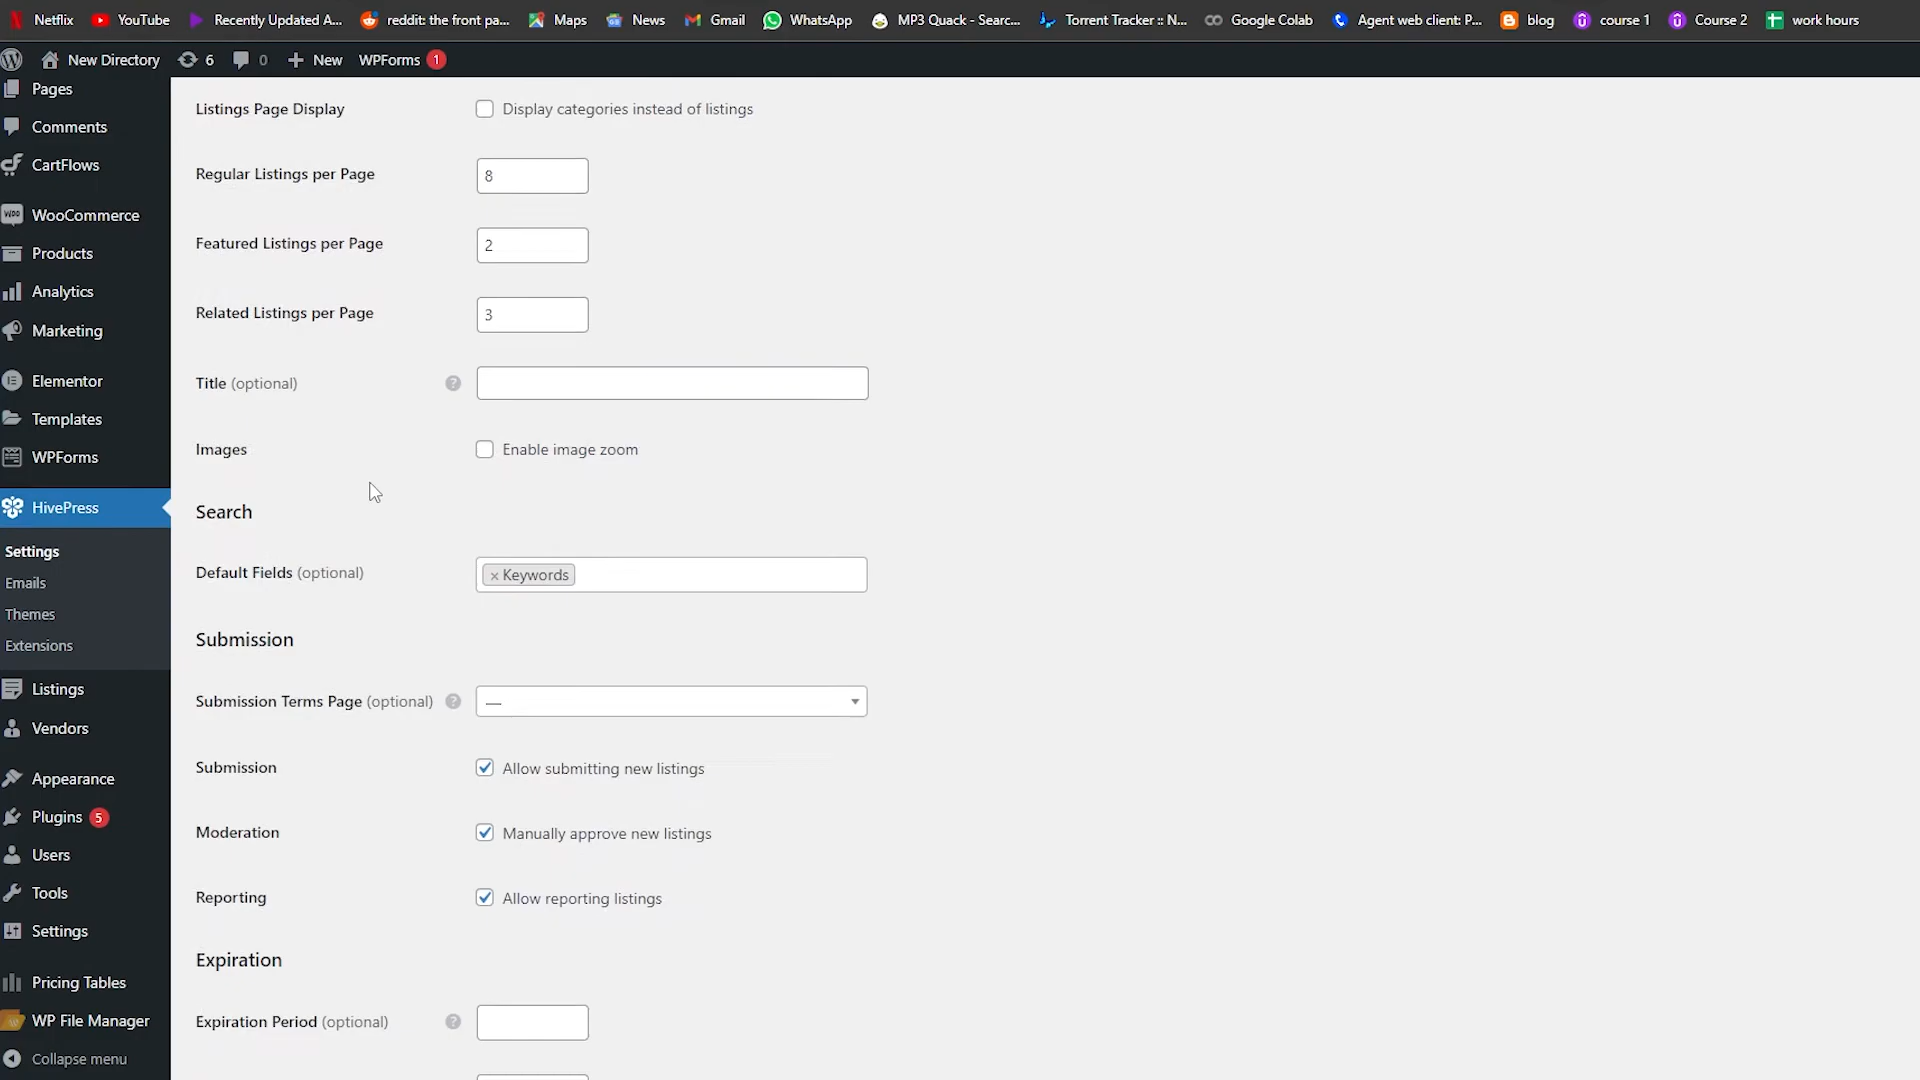 Netflix YouTube Recently Updated A... reddit: the front pa... Maps News Gmail WhatsApp MP3 Quack - Searc... Torrent Tracker :: N... Google Colab Agent web client: P... blog course 1 Course 2 work hours
New Directory 6 0 New WPForms 1
Pages
Comments
CartFlows
WooCommerce
Products
Analytics
Marketing
Elementor
Templates
WPForms
HivePress
Settings
Emails
Themes
Extensions
Listings
Vendors
Appearance
Plugins 5
Users
Tools
Settings
Pricing Tables
WP File Manager
Collapse menu
Listings Page Display Display categories instead of listings
Regular Listings per Page 8
Featured Listings per Page 2
Related Listings per Page 3
Title (optional) ?
Images Enable image zoom
Search
Default Fields (optional) × Keywords
Submission
Submission Terms Page (optional) ? —
Submission Allow submitting new listings
Moderation Manually approve new listings
Reporting Allow reporting listings
Expiration
Expiration Period (optional) ?